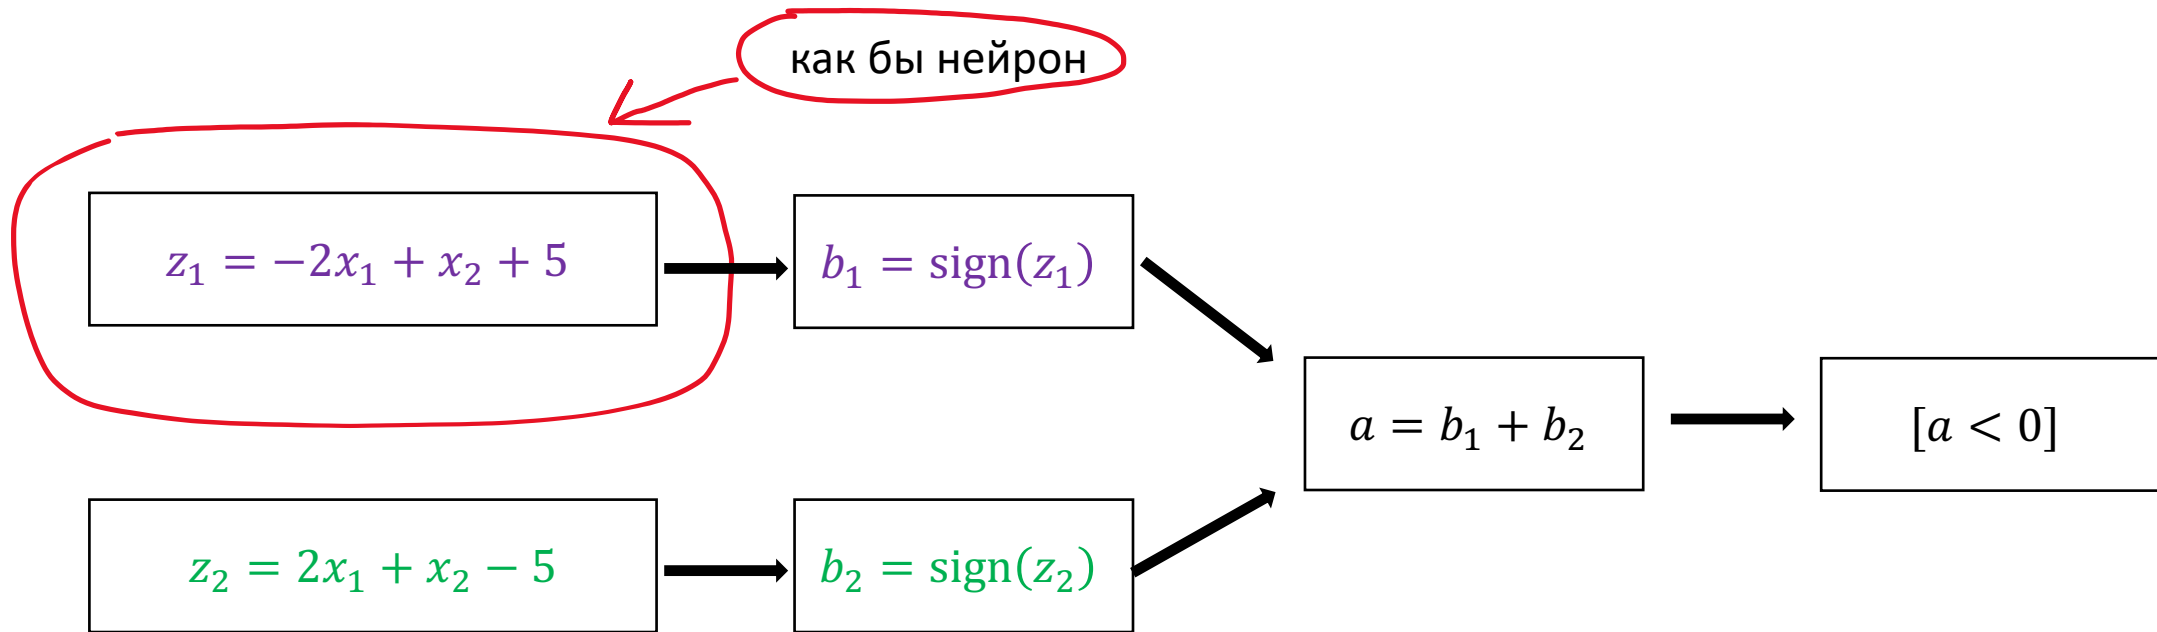 как бы нейрон
z₁ = −2x₁ + x₂ + 5
b₁ = sign(z₁)
a = b₁ + b₂
[a < 0]
z₂ = 2x₁ + x₂ − 5
b₂ = sign(z₂)